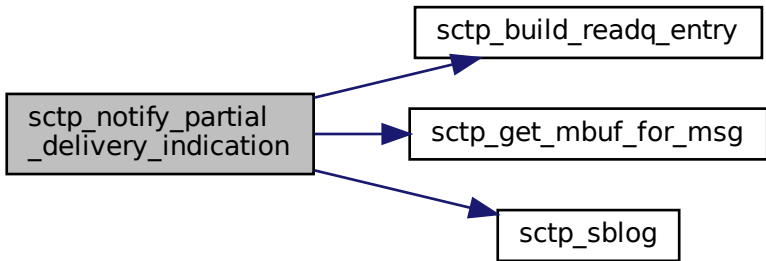 sctp_build_readq_entry
sctp_notify_partial
_delivery_indication
sctp_get_mbuf_for_msg
sctp_sblog